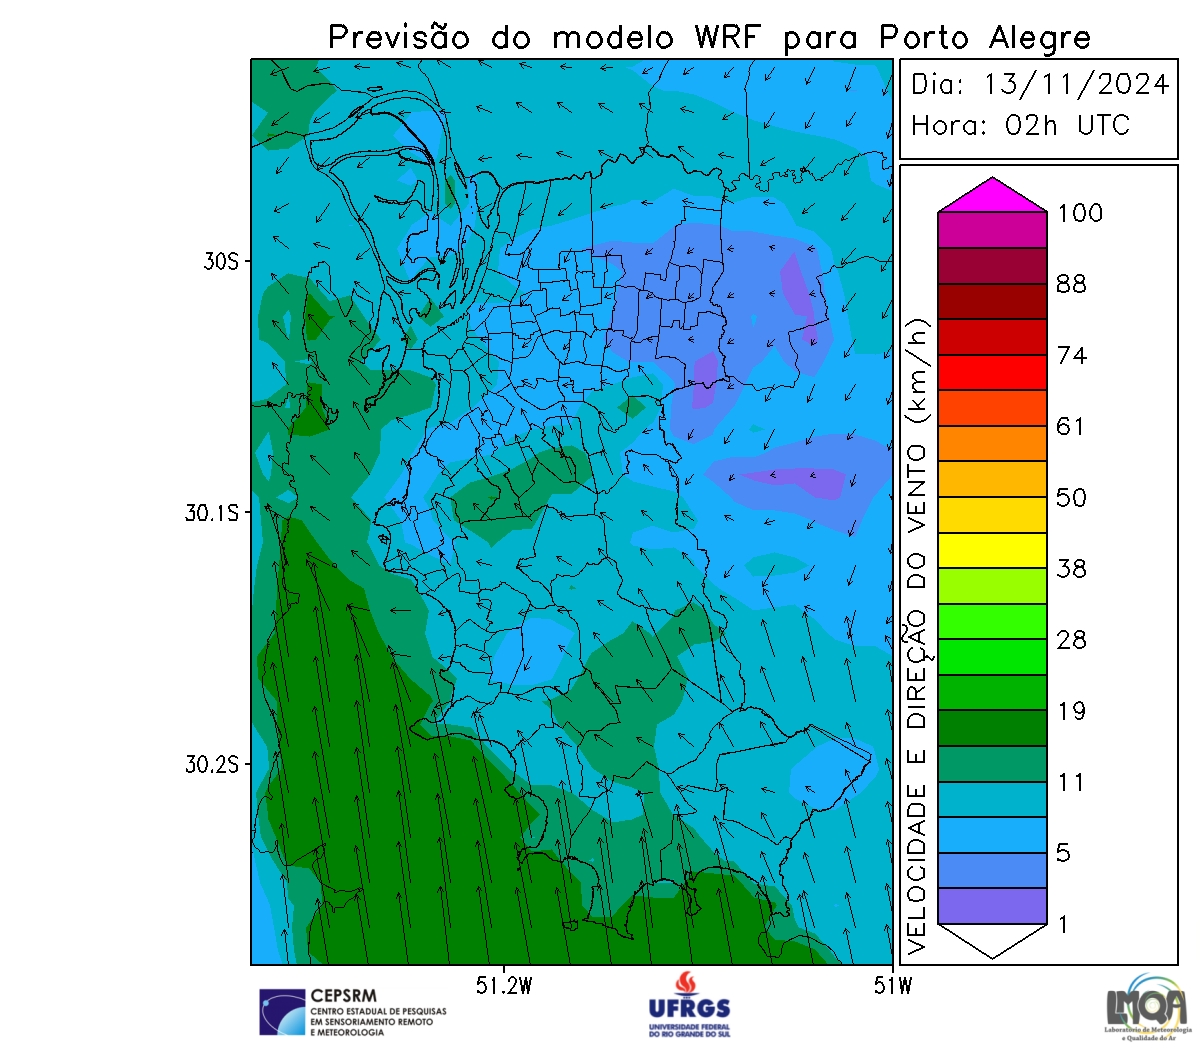 Previsão do modelo WRF para Porto Alegre
Dia: 13/11/2024
Hora: 02h UTC
100
88
74
61
50
38
28
19
11
5
1
VELOCIDADE E DIREÇÃO DO VENTO (km/h)
30S
30.1S
30.2S
51.2W
51W
CEPSRM
CENTRO ESTADUAL DE PESQUISAS
EM SENSORIAMENTO REMOTO
E METEOROLOGIA
UFRGS
UNIVERSIDADE FEDERAL
DO RIO GRANDE DO SUL
LMQA
Laboratório de Meteorologia
e Qualidade do Ar